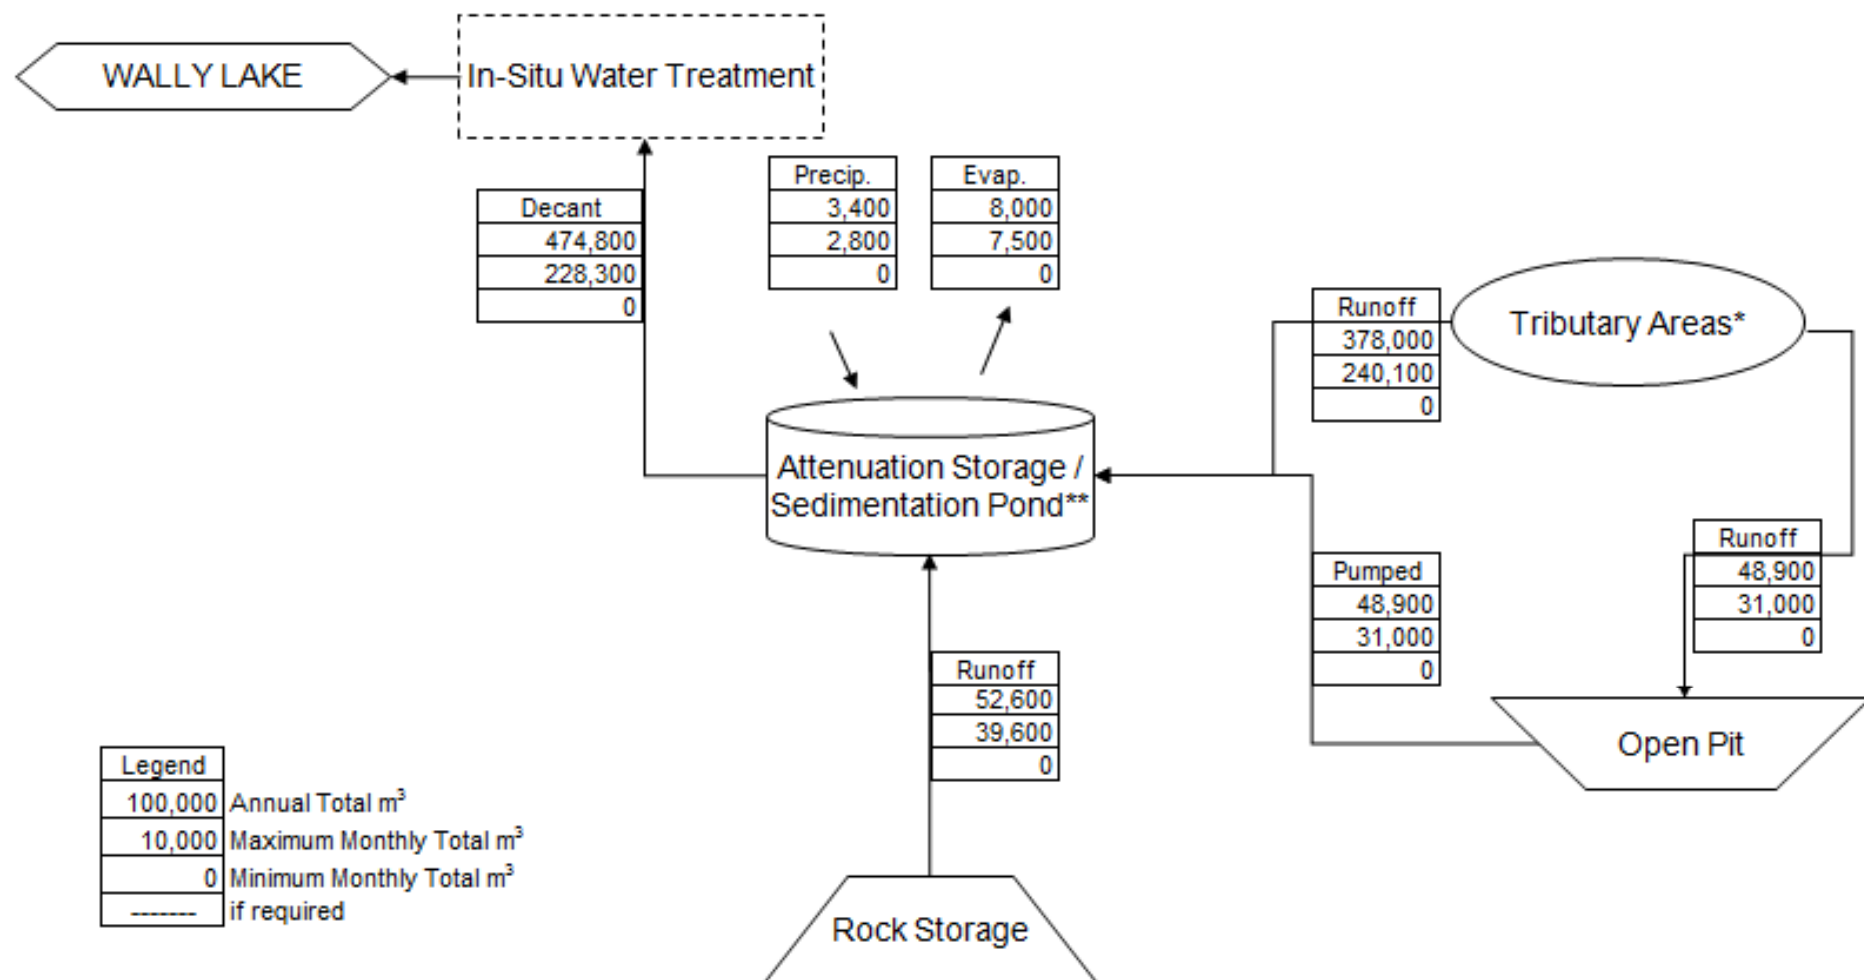 WALLY LAKE
In-Situ Water Treatment
Decant
474,800
228,300
0
Precip.
3,400
2,800
0
Evap.
8,000
7,500
0
Runoff
378,000
240,100
0
Tributary Areas*
Attenuation Storage /
Sedimentation Pond**
Runoff
48,900
31,000
0
Pumped
48,900
31,000
0
Runoff
52,600
39,600
0
Open Pit
Legend
100,000 Annual Total m³
10,000 Maximum Monthly Total m³
0 Minimum Monthly Total m³
------- if required
Rock Storage